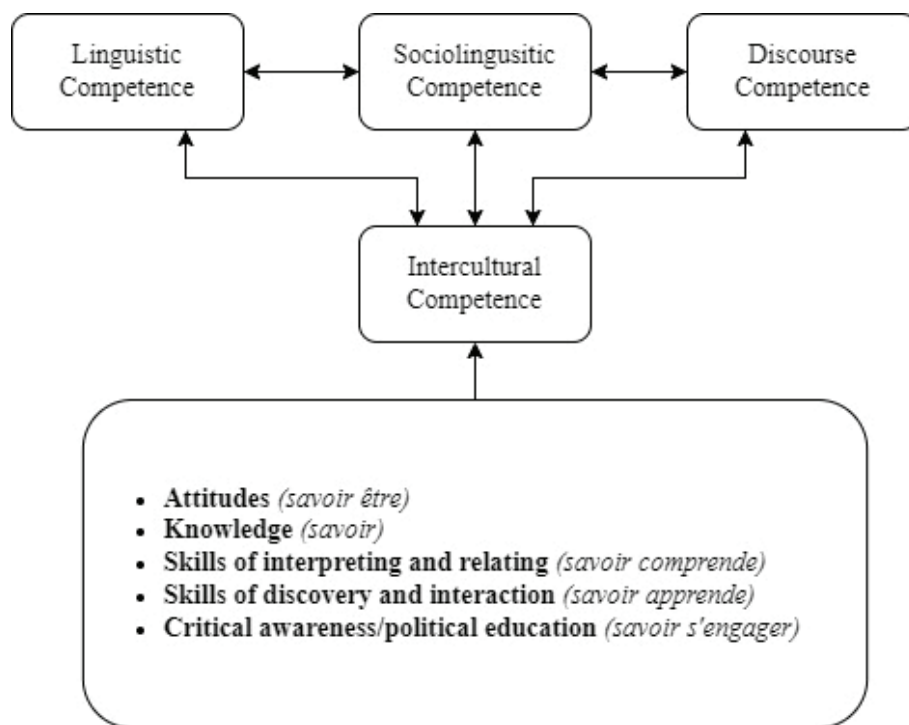 Linguistic
Competence
Sociolingusitic
Competence
Discourse
Competence
Intercultural
Competence
• Attitudes (savoir être)
• Knowledge (savoir)
• Skills of interpreting and relating (savoir comprende)
• Skills of discovery and interaction (savoir apprende)
• Critical awareness/political education (savoir s'engager)